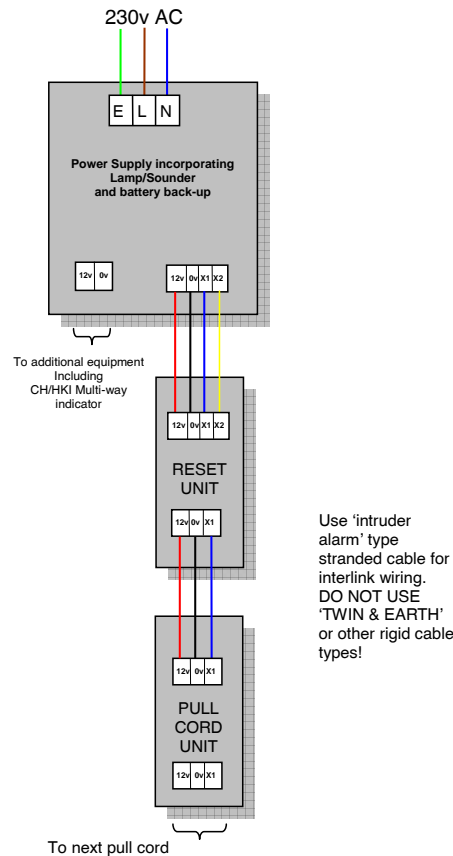 230v AC
E L N
Power Supply incorporating
Lamp/Sounder
and battery back-up
12v 0v
12v 0v X1 X2
To additional equipment
Including
CH/HKI Multi-way
indicator
12v 0v X1 X2
RESET
UNIT
12v 0v X1
Use ‘intruder
alarm’ type
stranded cable for
interlink wiring.
DO NOT USE
‘TWIN & EARTH’
or other rigid cable
types!
12v 0v X1
PULL
CORD
UNIT
12v 0v X1
To next pull cord